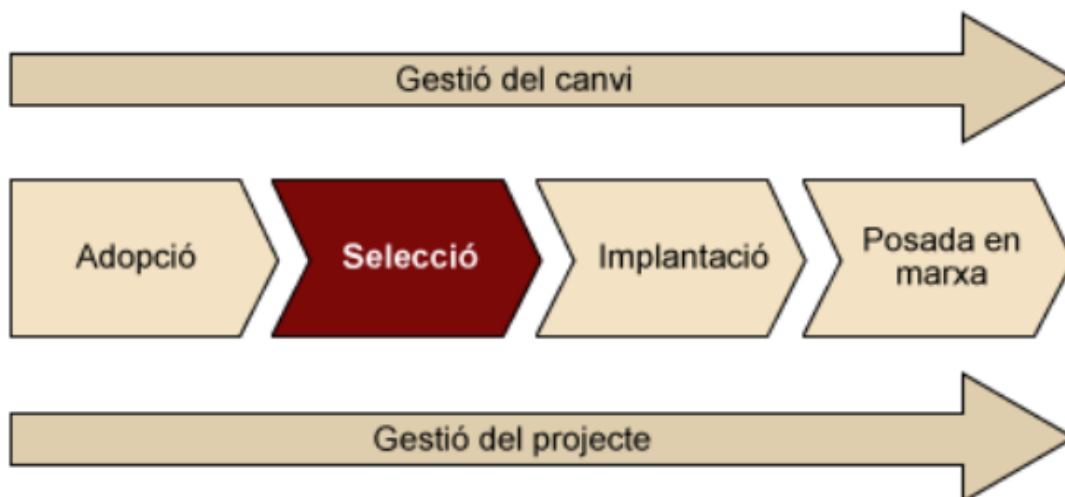 Gestió del canvi
Adopció
Selecció
Implantació
Posada en
marxa
Gestió del projecte